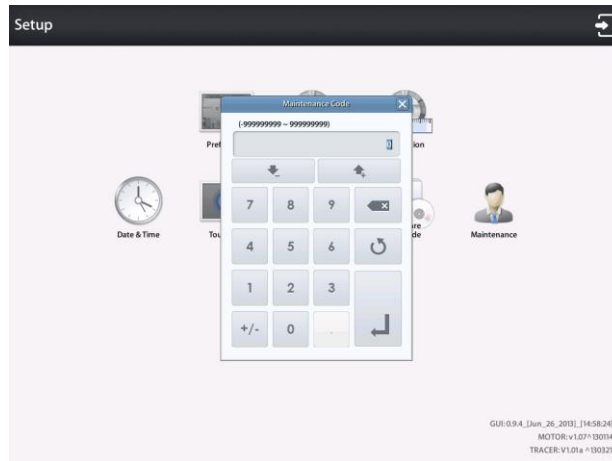 Setup
Maintenance Code
(-999999999 ~ 999999999)
0
7 8 9
4 5 6
1 2 3
+/- 0 .
Date & Time
Maintenance
GUI: 0.9.4_[Jun_26_2013]_[14:58:24]
MOTOR: v1.07^130114